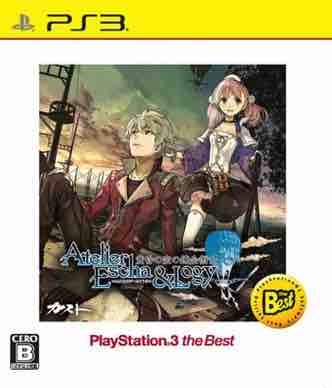 PS3
Atelier
Escha & Logy
黄昏の空の錬金術士
ガスト
The
Best
CERO
B
PlayStation®3 the Best